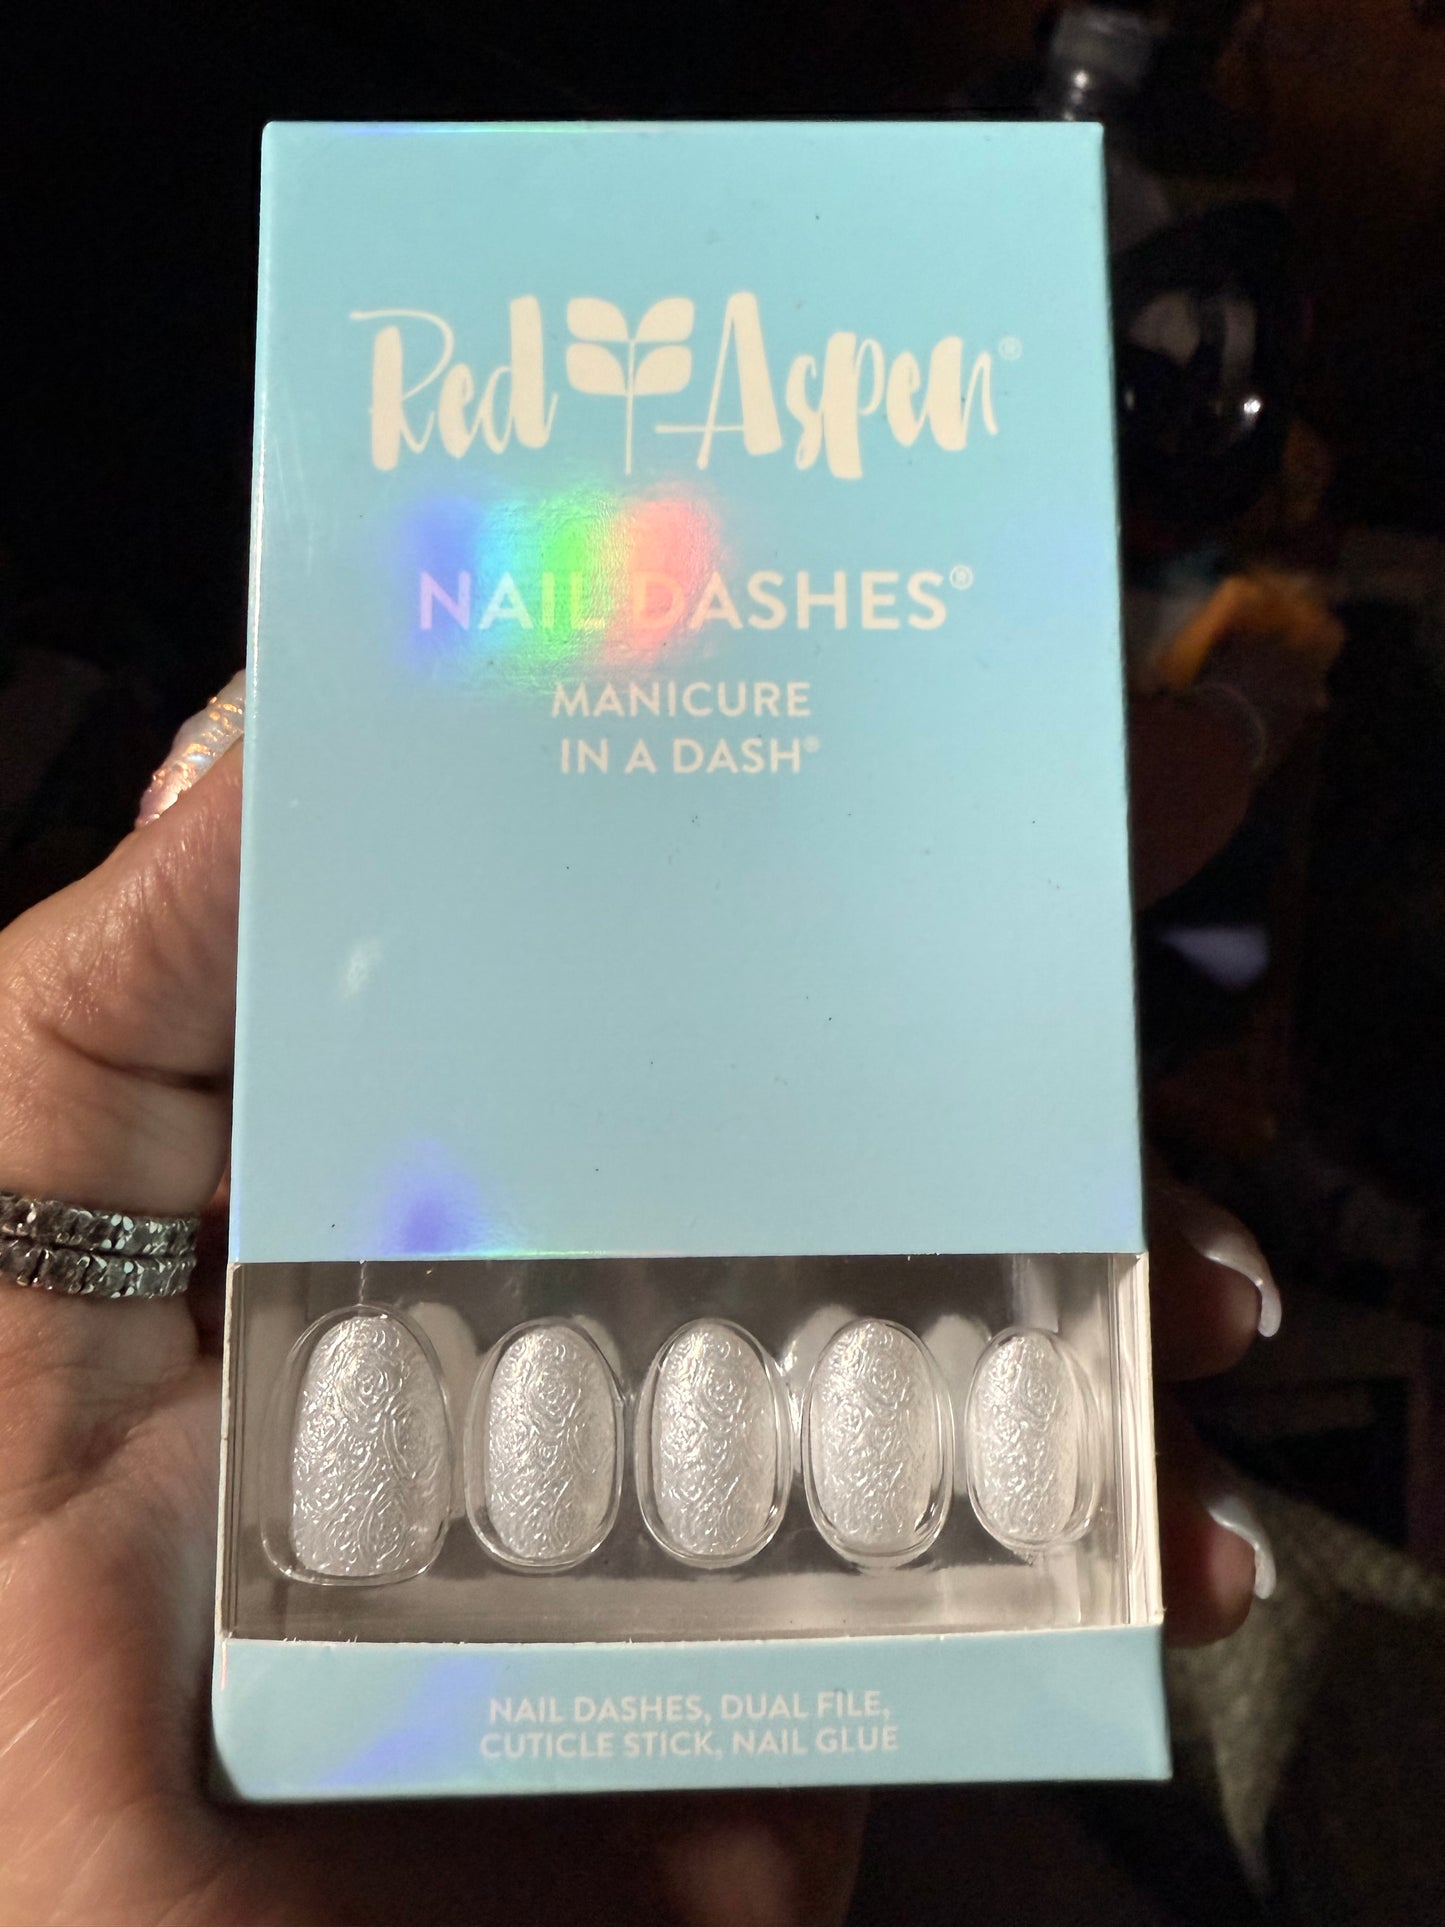 Red Aspen®
NAIL DASHES®
MANICURE
IN A DASH®
NAIL DASHES, DUAL FILE,
CUTICLE STICK, NAIL GLUE